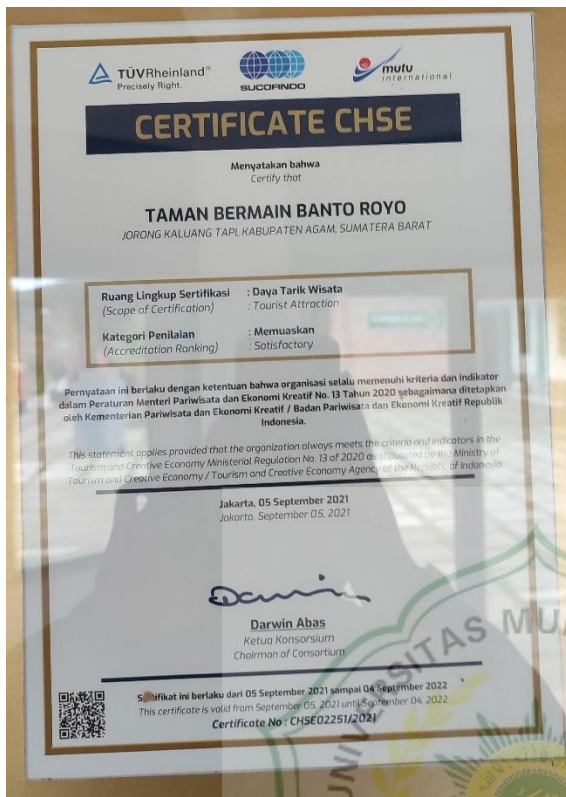 TÜVRheinland®
Precisely Right.
SUCOFINDO
mutu
international
CERTIFICATE CHSE
Menyatakan bahwa
Certify that
TAMAN BERMAIN BANTO ROYO
JORONG KALUANG TAPI, KABUPATEN AGAM, SUMATERA BARAT
Ruang Lingkup Sertifikasi : Daya Tarik Wisata
(Scope of Certification) : Tourist Attraction
Kategori Penilaian : Memuaskan
(Accreditation Ranking) : Satisfactory
Pernyataan ini berlaku dengan ketentuan bahwa organisasi selalu memenuhi kriteria dan indikator
dalam Peraturan Menteri Pariwisata dan Ekonomi Kreatif No. 13 Tahun 2020 sebagaimana ditetapkan
oleh Kementerian Pariwisata dan Ekonomi Kreatif / Badan Pariwisata dan Ekonomi Kreatif Republik
Indonesia.
This statement applies provided that the organization always meets the criteria and indicators in the
Tourism and Creative Economy Ministerial Regulation No. 13 of 2020 as stipulated by the Ministry of
Tourism and Creative Economy / Tourism and Creative Economy Agency of the Republic of Indonesia
Jakarta, 05 September 2021
Jakarta, September 05, 2021
Darwin Abas
Ketua Konsorsium
Chairman of Consortium
Sertifikat ini berlaku dari 05 September 2021 sampai 04 September 2022
This certificate is valid from September 05, 2021 until September 04, 2022
Certificate No : CHSE02251/2021
UNIVERSITAS MU